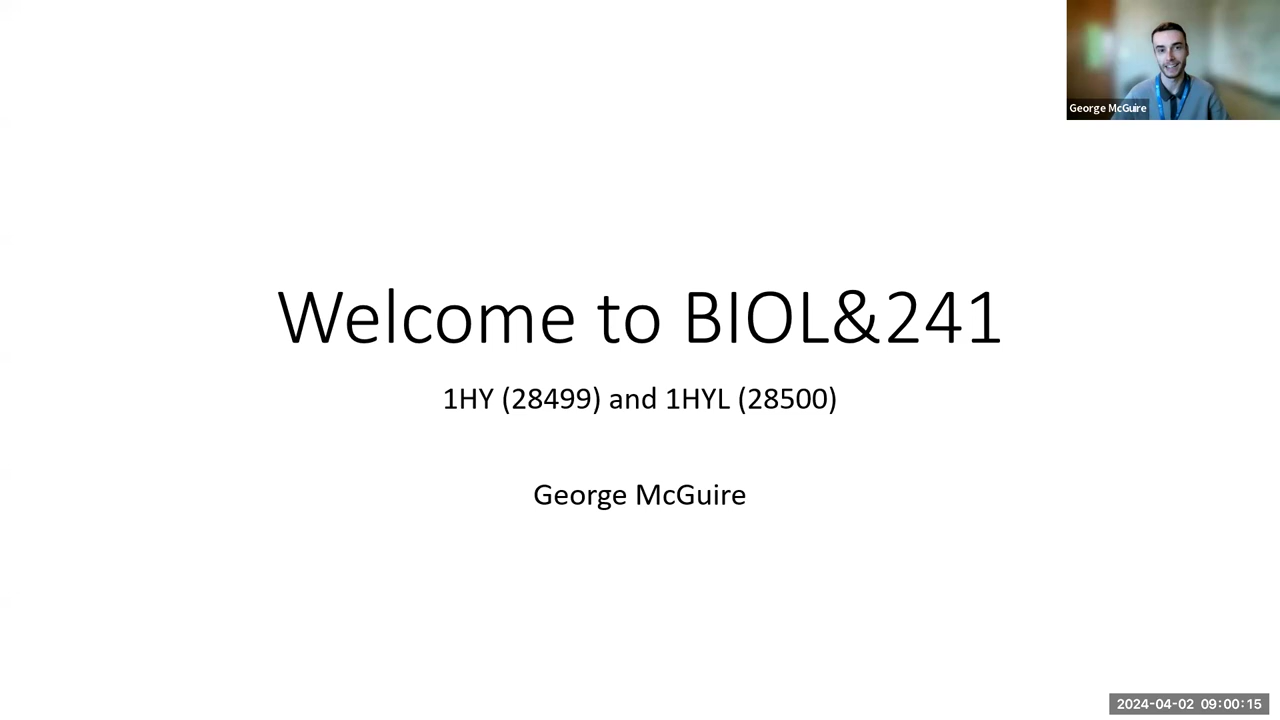 George McGuire
Welcome to BIOL&241
1HY (28499) and 1HYL (28500)
George McGuire
2024-04-02 09:00:15